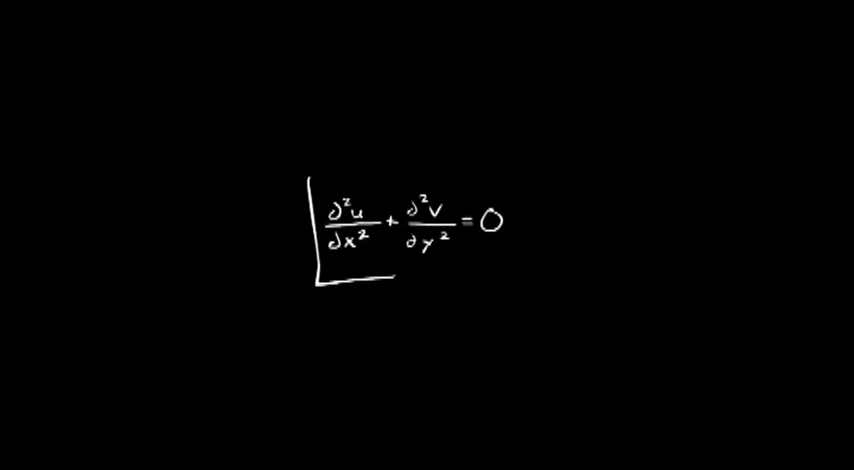 ∂²u/∂x² + ∂²v/∂y² = 0